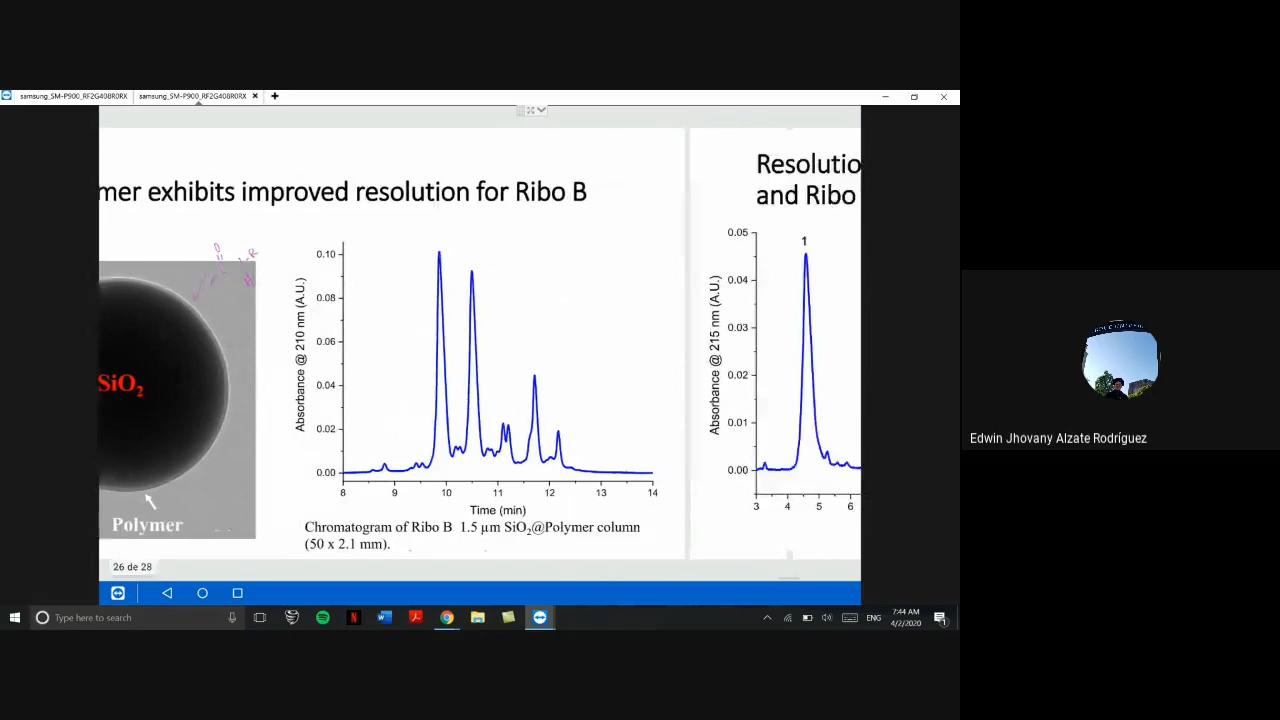 samsung_SM-P900_RF2G408R0RX
samsung_SM-P900_RF2G408R0RX
mer exhibits improved resolution for Ribo B
Resolutio
and Ribo
O
-R
H
SiO2
Polymer
Absorbance @ 210 nm (A.U.)
0.10
0.08
0.06
0.04
0.02
0.00
8 9 10 11 12 13 14
Time (min)
Chromatogram of Ribo B 1.5 µm SiO2@Polymer column
(50 x 2.1 mm).
Absorbance @ 215 nm (A.U.)
0.05
0.04
0.03
0.02
0.01
0.00
1
3 4 5 6
26 de 28
Type here to search
ENG
7:44 AM
4/2/2020
Edwin Jhovany Alzate Rodríguez